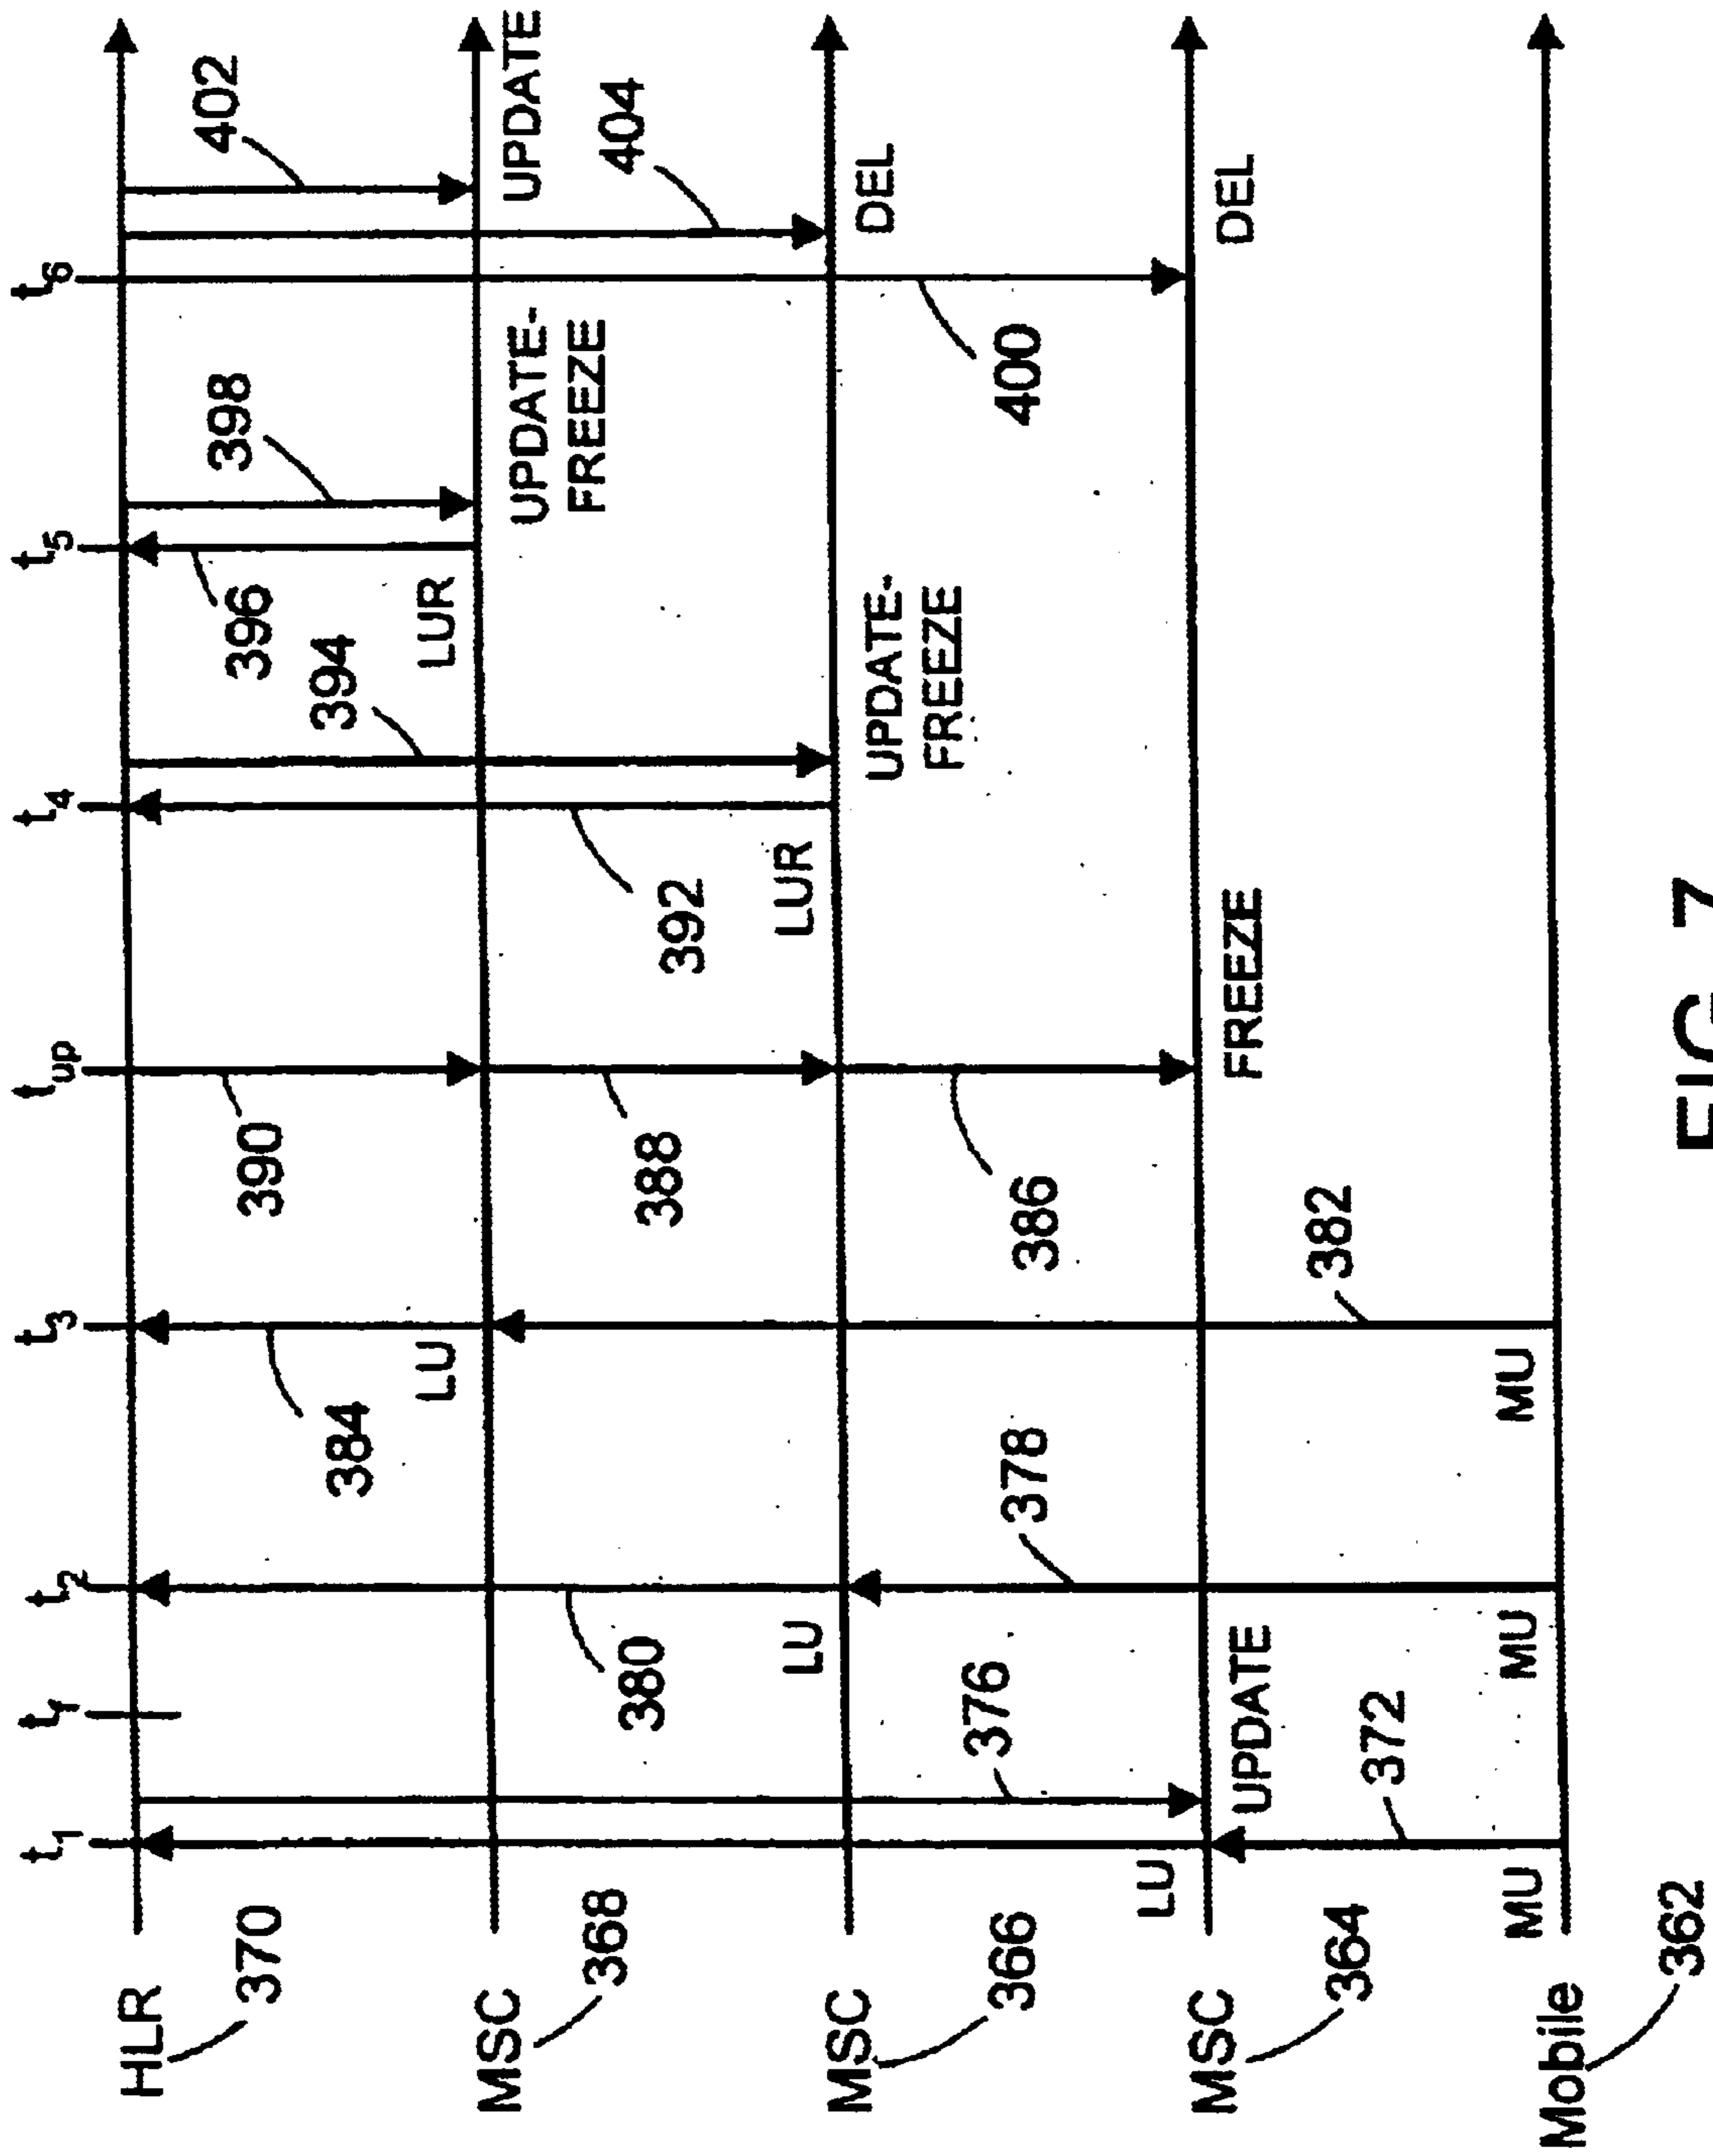 t1
tr
t2
t3
tup
t4
t5
t6
HLR
370
384
390
398
402
396
394
LUR
LU
MSC
368
380
388
392
UPDATE-
FREEZE
UPDATE
404
LUR
LU
MSC
366
376
378
386
UPDATE-
FREEZE
DEL
400
LU
MSC
364
UPDATE
372
382
FREEZE
DEL
MU
MU
MU
Mobile
362
FIG 7